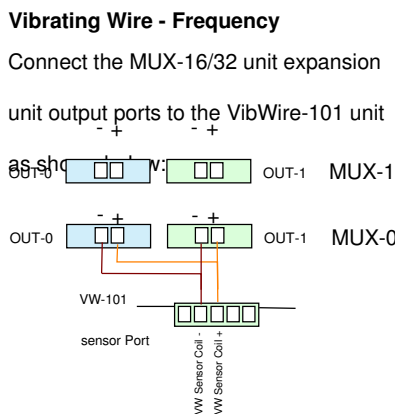 Vibrating Wire - Frequency
Connect the MUX-16/32 unit expansion
unit output ports to the VibWire-101 unit
- + - +
as sho w:
OUT-0 OUT-1 MUX-1
- + - +
OUT-0 OUT-1 MUX-0
VW-101
sensor Port
VW Sensor Coil -
VW Sensor Coil +